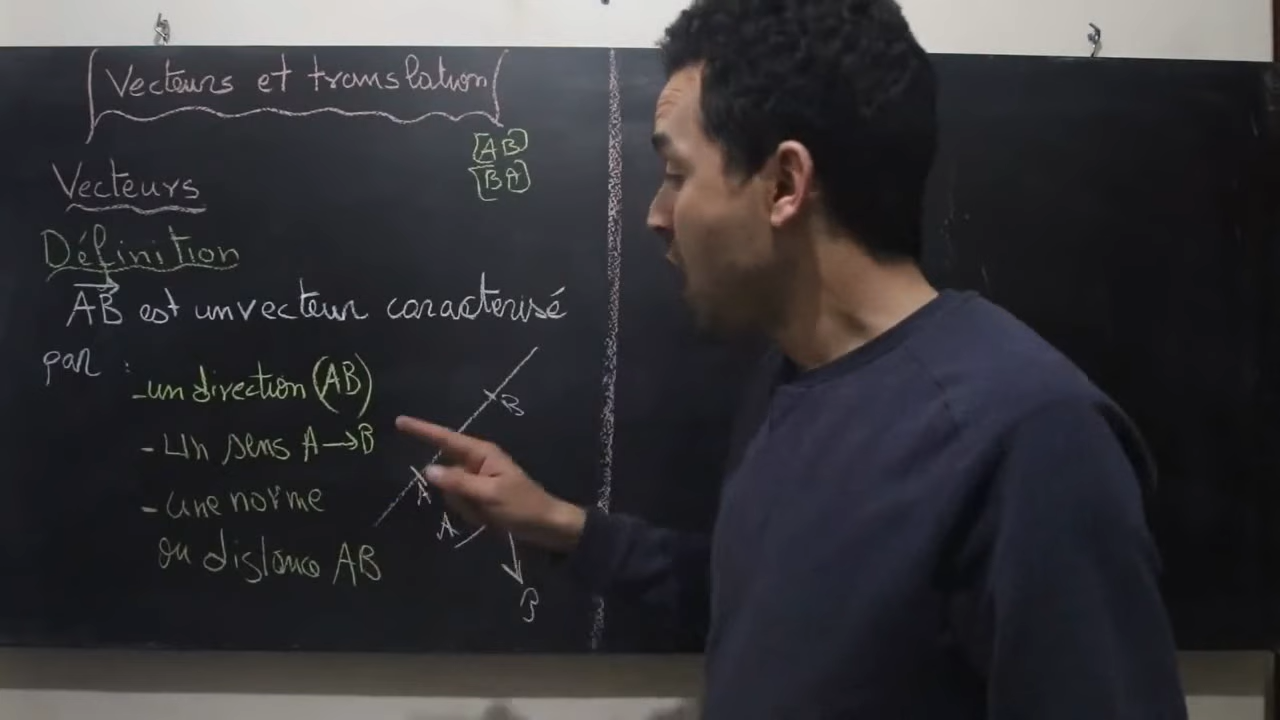 Vecteurs et translation
[AB]
[BA]
Vecteurs
Définition
AB est un vecteur caracterisé
par :
- un direction (AB)
- Un sens A→B
- une norme
ou distance AB
B
A
A
B